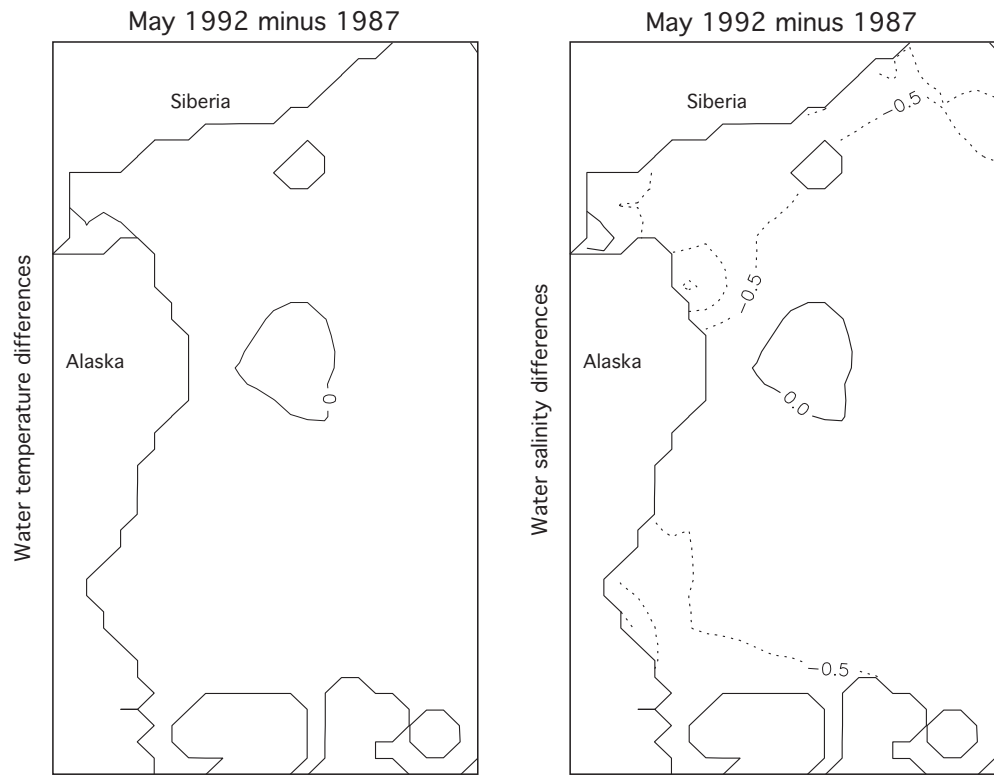 May 1992 minus 1987
May 1992 minus 1987
Siberia
Siberia
−0.5
−0.5
Water temperature differences
Water salinity differences
Alaska
Alaska
0
0.0
−0.5